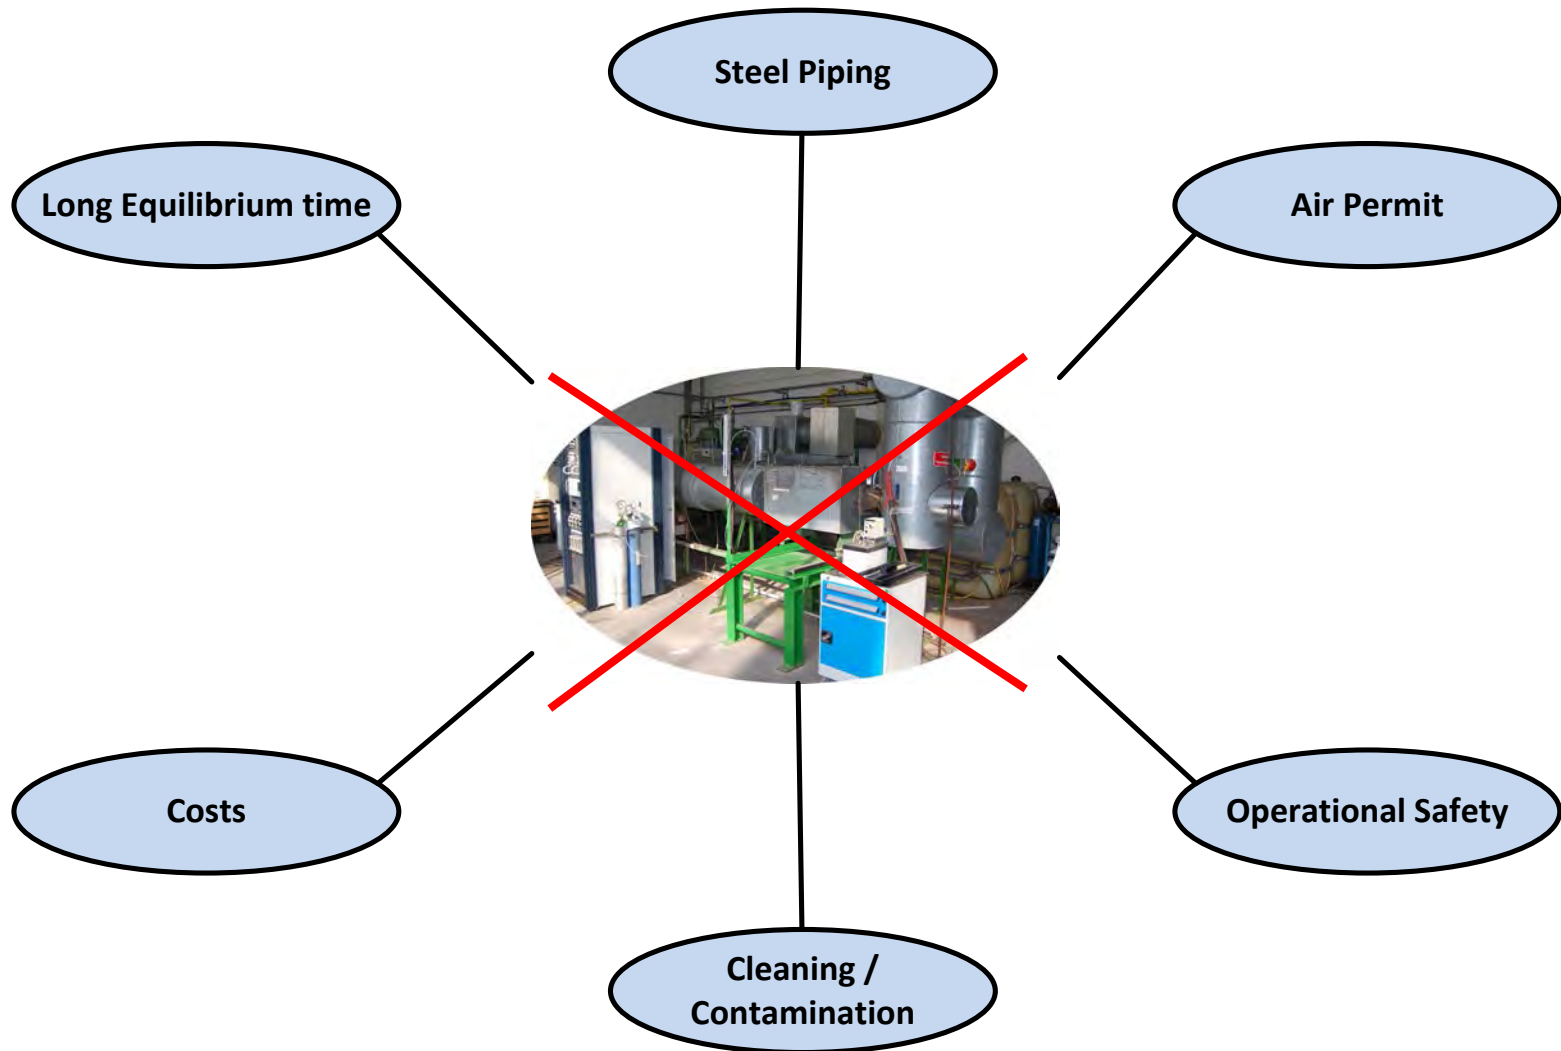 Steel Piping
Long Equilibrium time
Air Permit
Costs
Operational Safety
Cleaning /
Contamination